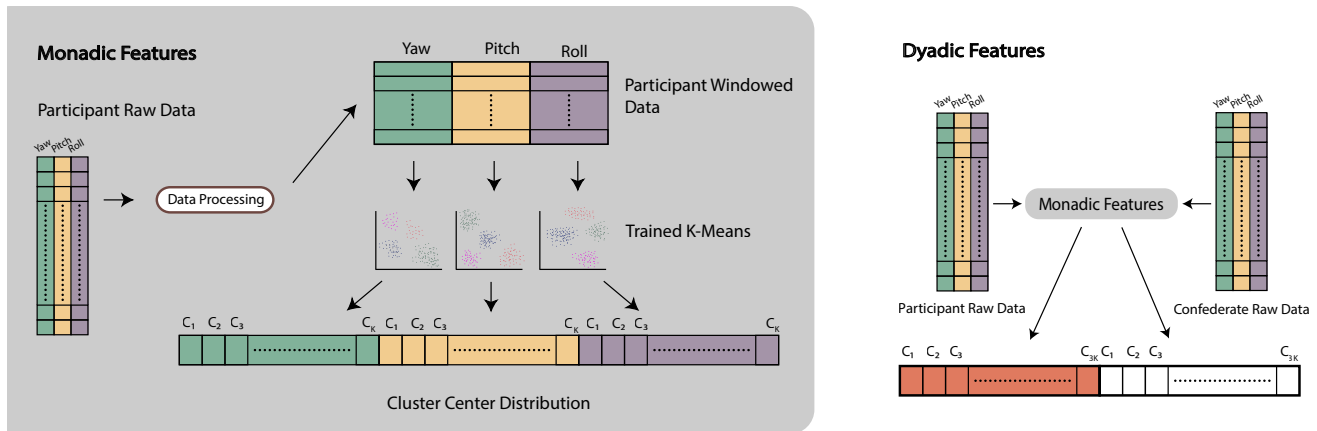 Monadic Features
Participant Raw Data
Yaw Pitch Roll
Data Processing
Yaw Pitch Roll
Participant Windowed
Data
Trained K-Means
C1 C2 C3 CK C1 C2 C3 CK C1 C2 C3 CK
Cluster Center Distribution
Dyadic Features
Yaw Pitch Roll
Yaw Pitch Roll
Monadic Features
Participant Raw Data
Confederate Raw Data
C1 C2 C3 C3K C1 C2 C3 C3K